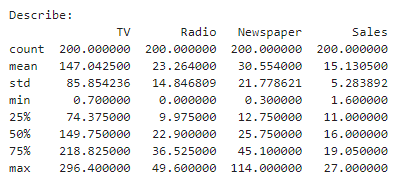 Describe:
TV Radio Newspaper Sales
count 200.000000 200.000000 200.000000 200.000000
mean 147.042500 23.264000 30.554000 15.130500
std 85.854236 14.846809 21.778621 5.283892
min 0.700000 0.000000 0.300000 1.600000
25% 74.375000 9.975000 12.750000 11.000000
50% 149.750000 22.900000 25.750000 16.000000
75% 218.825000 36.525000 45.100000 19.050000
max 296.400000 49.600000 114.000000 27.000000